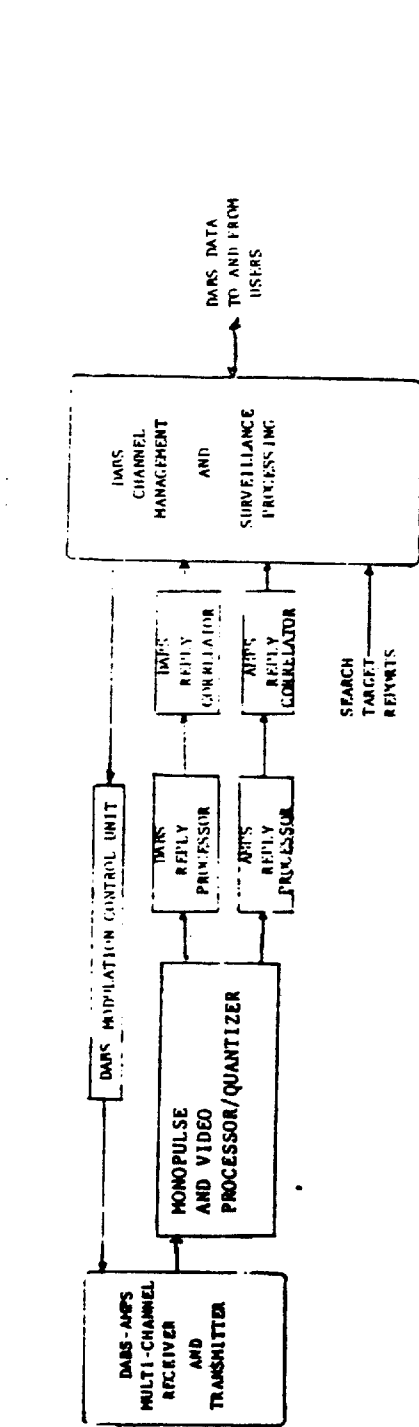 DABS-AMPS
MULTI-CHANNEL
RECEIVER
AND
TRANSMITTER
MONOPULSE
AND VIDEO
PROCESSOR/QUANTIZER
DABS MODULATION CONTROL UNIT
DABS
REPLY
PROCESSOR
AMPS
REPLY
PROCESSOR
DABS
REPLY
CORRELATOR
AMPS
REPLY
CORRELATOR
SEARCH
TARGET
REPORTS
DABS
CHANNEL
MANAGEMENT
AND
SURVEILLANCE
PROCESSING
DABS DATA
TO AND FROM
USERS